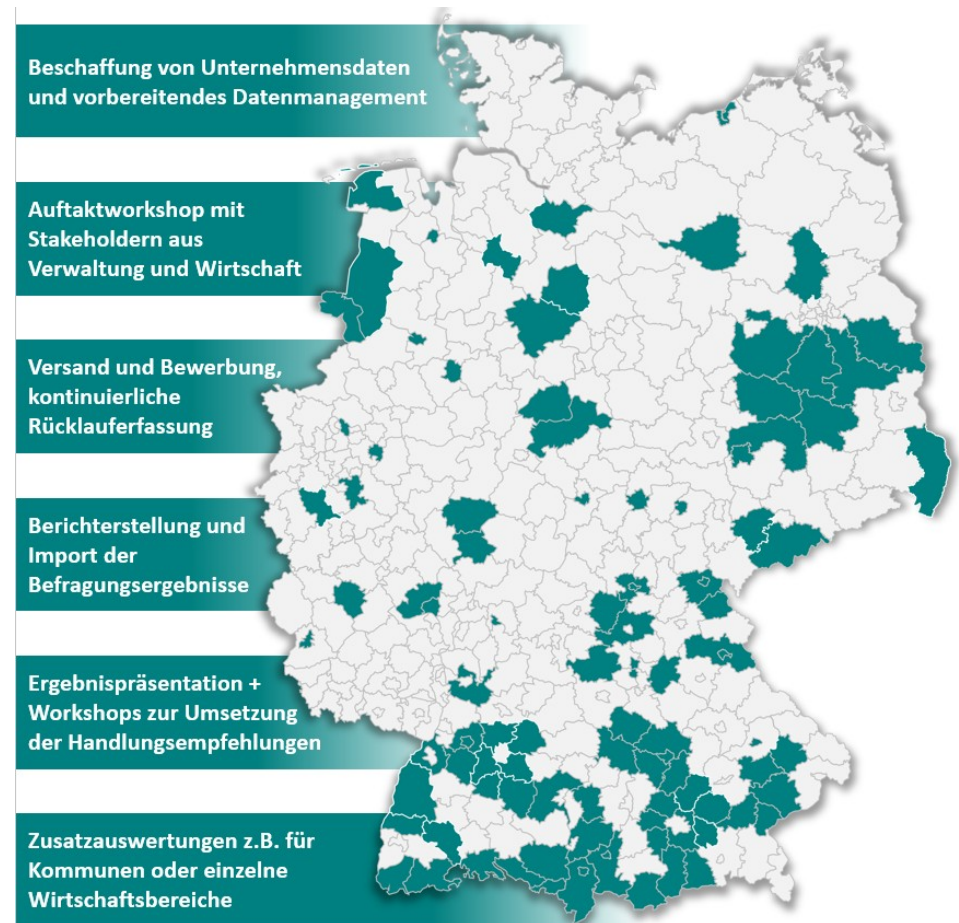 Beschaffung von Unternehmensdaten
und vorbereitendes Datenmanagement
Auftaktworkshop mit
Stakeholdern aus
Verwaltung und Wirtschaft
Versand und Bewerbung,
kontinuierliche
Rücklauferfassung
Berichterstellung und
Import der
Befragungsergebnisse
Ergebnispräsentation +
Workshops zur Umsetzung
der Handlungsempfehlungen
Zusatzauswertungen z.B. für
Kommunen oder einzelne
Wirtschaftsbereiche